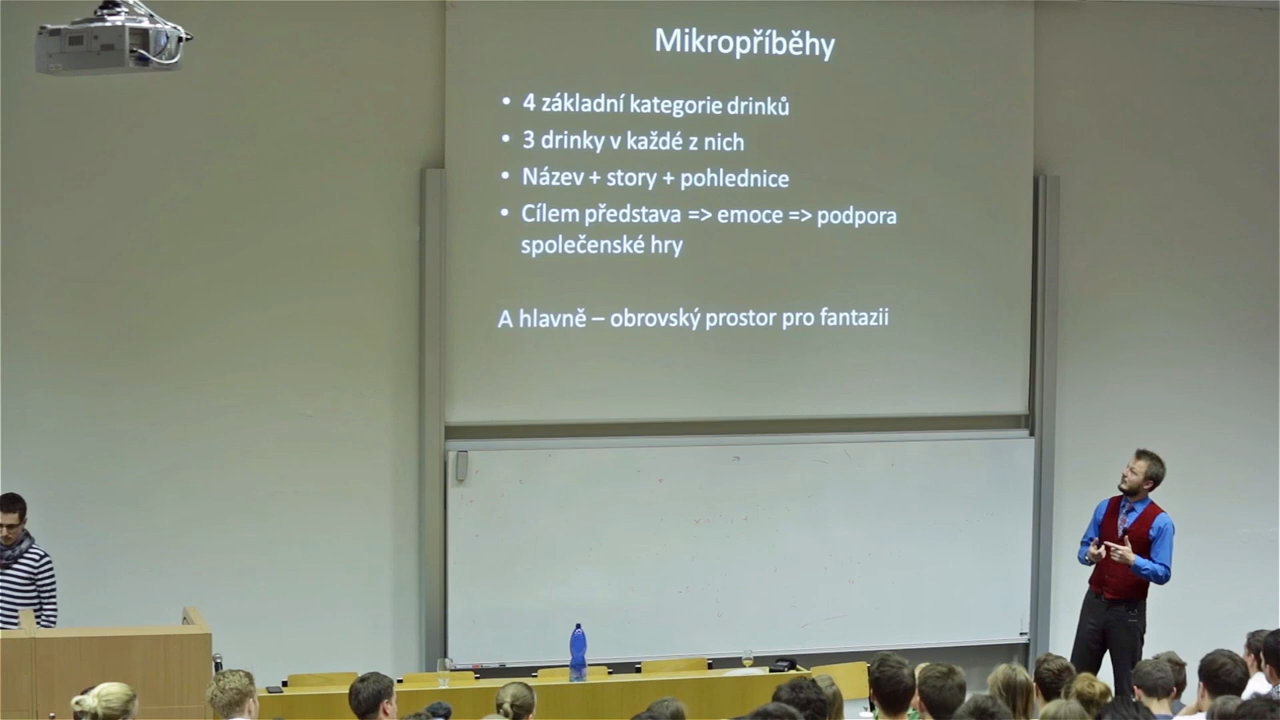 Mikropříběhy
• 4 základní kategorie drinků
• 3 drinky v každé z nich
• Název + story + pohlednice
• Cílem představa => emoce => podpora
společenské hry
A hlavně – obrovský prostor pro fantazii